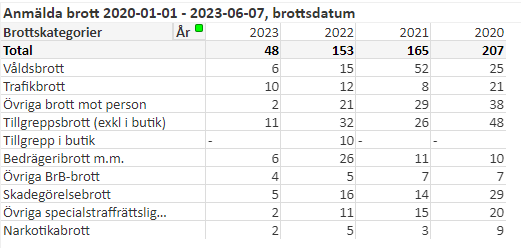 Anmälda brott 2020-01-01 - 2023-06-07, brottsdatum
Brottskategorier År 2023 2022 2021 2020
Total 48 153 165 207
Våldsbrott 6 15 52 25
Trafikbrott 10 12 8 21
Övriga brott mot person 2 21 29 38
Tillgreppsbrott (exkl i butik) 11 32 26 48
Tillgrepp i butik - 10 - -
Bedrägeribrott m.m. 6 26 11 10
Övriga BrB-brott 4 5 7 7
Skadegörelsebrott 5 16 14 29
Övriga specialstraffrättslig... 2 11 15 20
Narkotikabrott 2 5 3 9